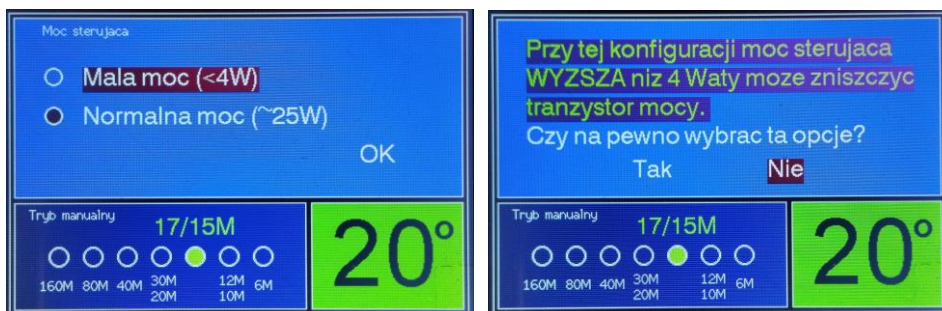 Moc sterujaca
Mala moc (<4W)
Normalna moc (~25W)
OK
Tryb manualny
17/15M
160M 80M 40M 30M 12M 6M
20M 10M
20°
Przy tej konfiguracji moc sterujaca
WYZSZA niz 4 Waty moze zniszczyc
tranzystor mocy.
Czy na pewno wybrac ta opcje?
Tak Nie
Tryb manualny
17/15M
160M 80M 40M 30M 12M 6M
20M 10M
20°